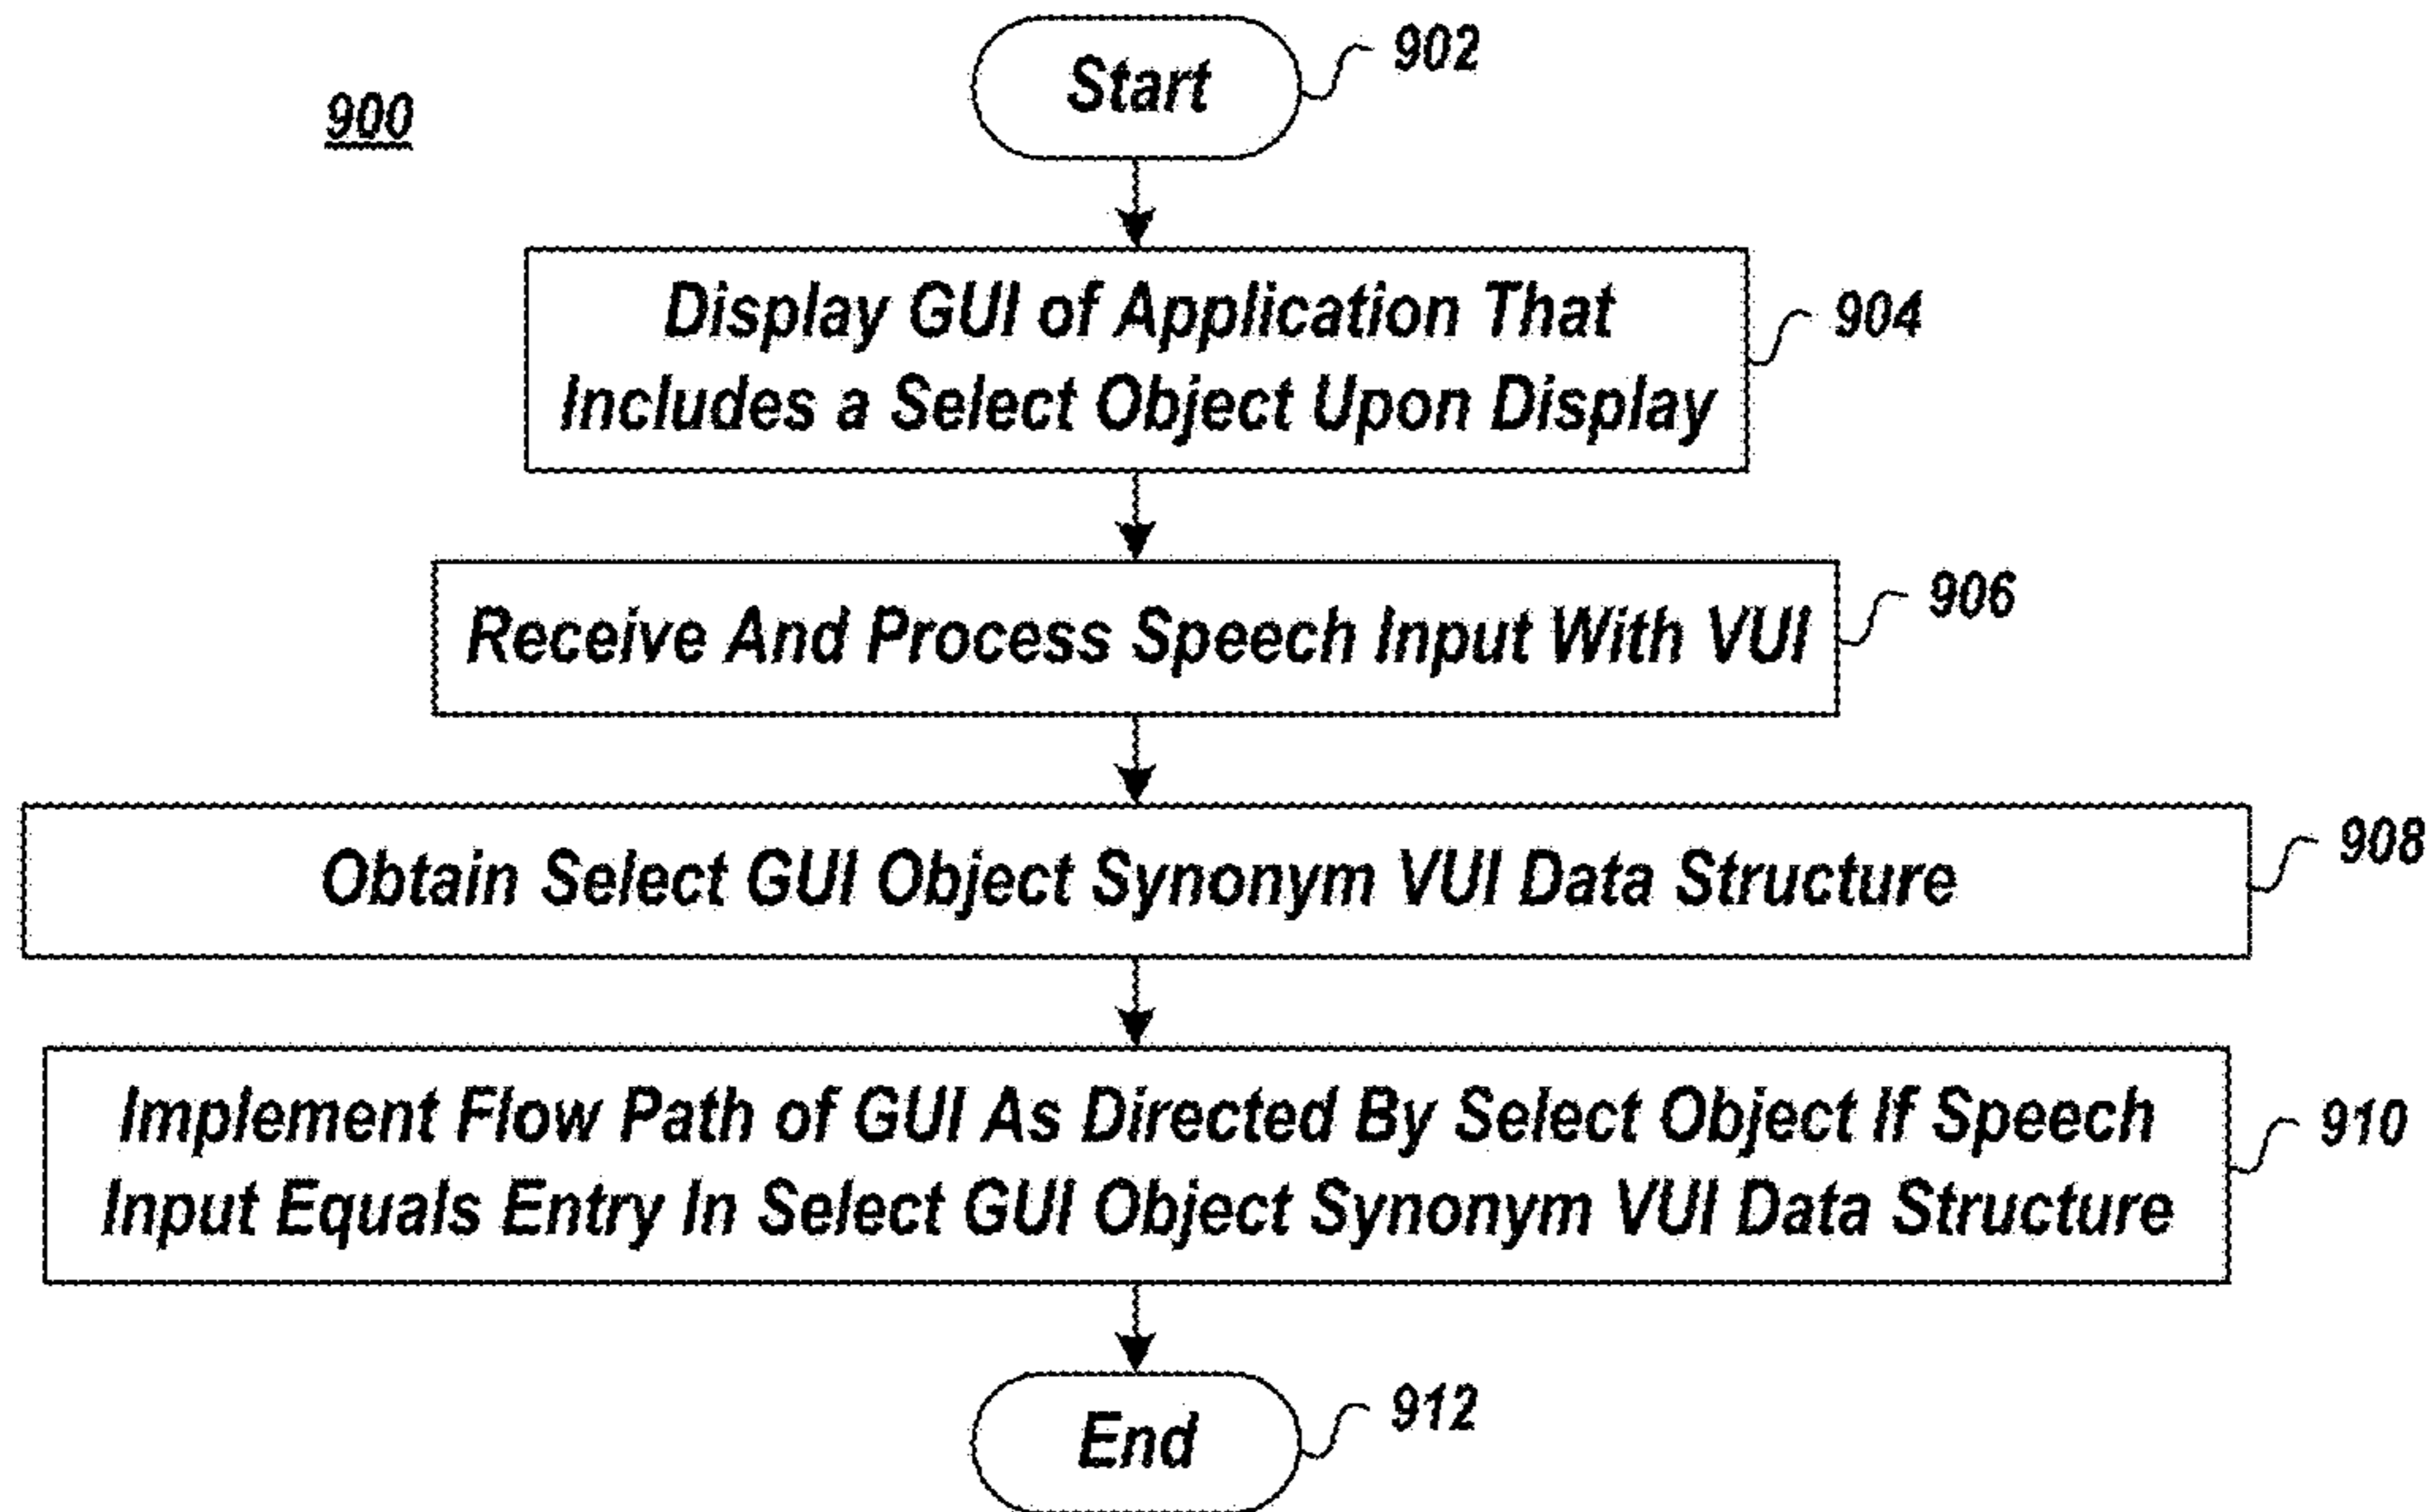 900
Start
902
Display GUI of Application That
Includes a Select Object Upon Display
904
Receive And Process Speech Input With VUI
906
Obtain Select GUI Object Synonym VUI Data Structure
908
Implement Flow Path of GUI As Directed By Select Object If Speech
Input Equals Entry In Select GUI Object Synonym VUI Data Structure
910
End
912